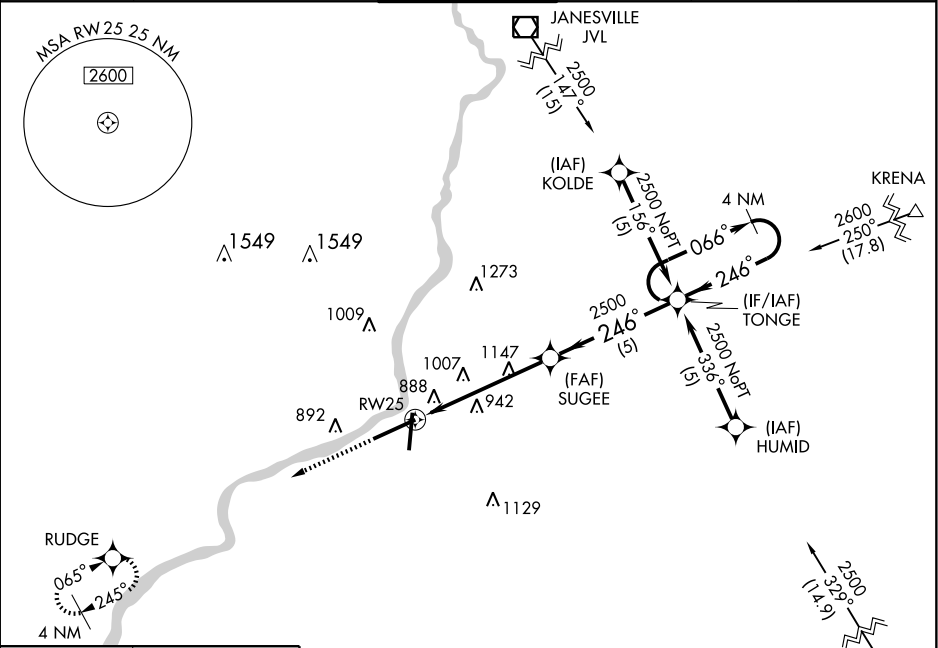 MSA RW 25 25 NM
2600
JANESVILLE
JVL
2500
147°
(15)
(IAF)
KOLDE
2500 NoPT
156°
(5)
4 NM
066°
246°
KRENA
2600
250°
(17.8)
(IF/IAF)
TONGE
2500
246°
(5)
2500 NoPT
336°
(5)
(IAF)
HUMID
(FAF)
SUGEE
1549
1549
1273
1009
1007
1147
888
942
RW25
892
1129
RUDGE
065°
245°
4 NM
2500
329°
(14.9)